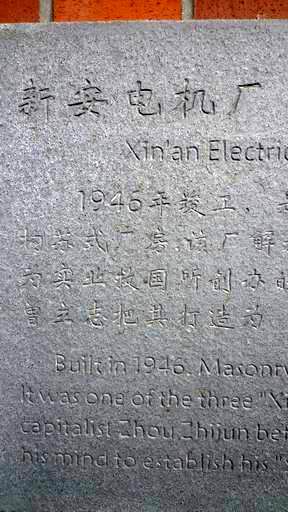 新安电机厂
Xin'an Electric
1946年竣工，是
构苏式厂房，该厂解放
为实业救国所创办的
曾立志把其打造为
Built in 1946. Masonry
It was one of the three "Xi
capitalist Zhou Zhijun bet
his mind to establish his "S